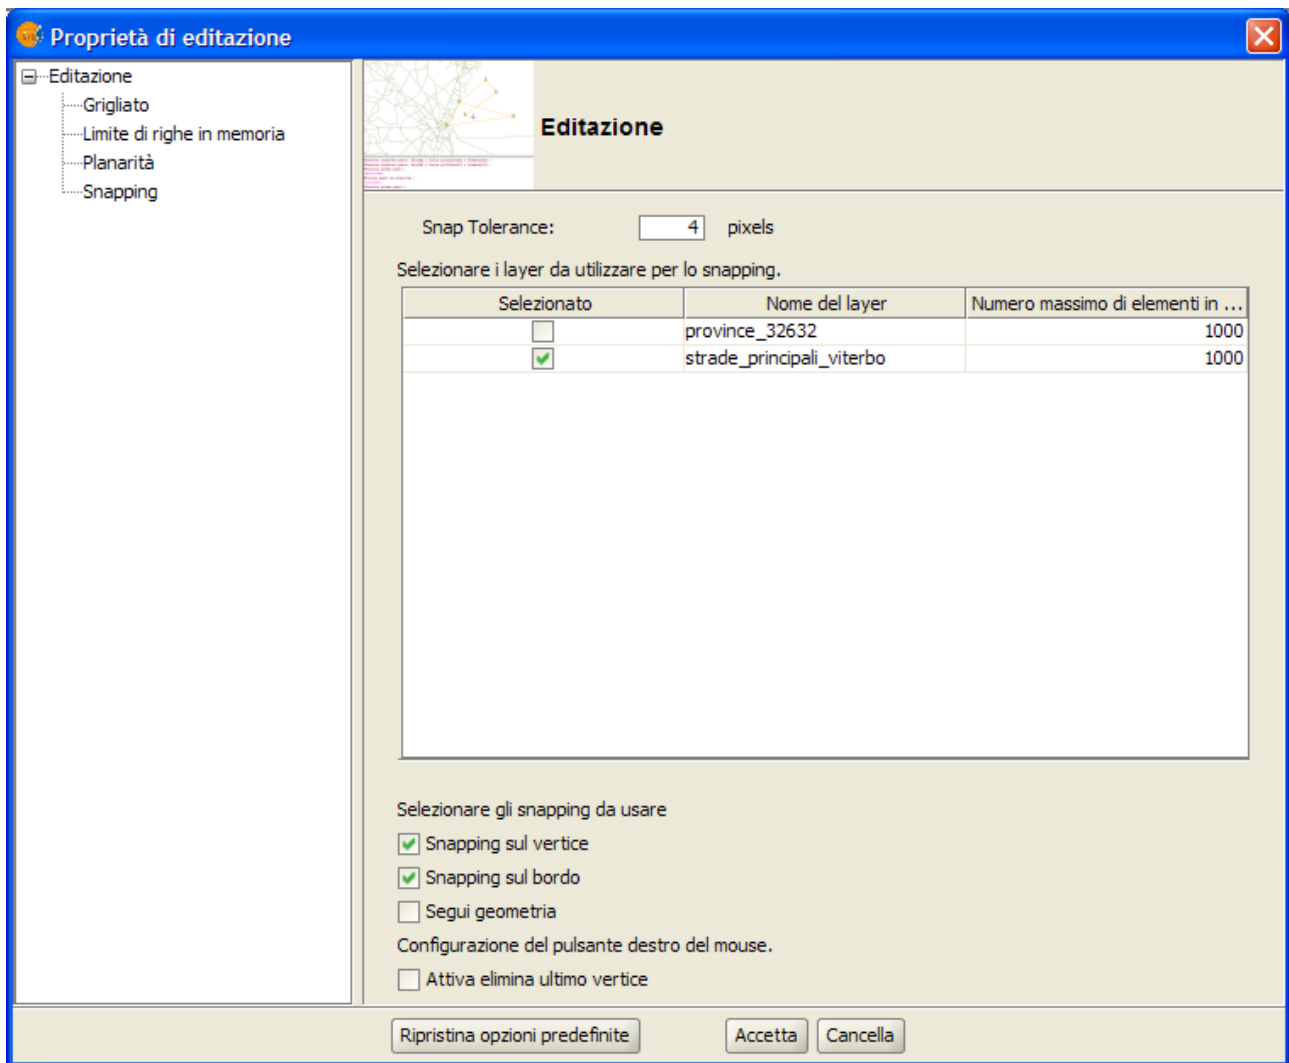 Proprietà di editazione
Editazione
Grigliato
Limite di righe in memoria
Planarità
Snapping
Editazione
Snap Tolerance: 4 pixels
Selezionare i layer da utilizzare per lo snapping.
Selezionato Nome del layer Numero massimo di elementi in ...
province_32632 1000
strade_principali_viterbo 1000
Selezionare gli snapping da usare
Snapping sul vertice
Snapping sul bordo
Segui geometria
Configurazione del pulsante destro del mouse.
Attiva elimina ultimo vertice
Ripristina opzioni predefinite Accetta Cancella